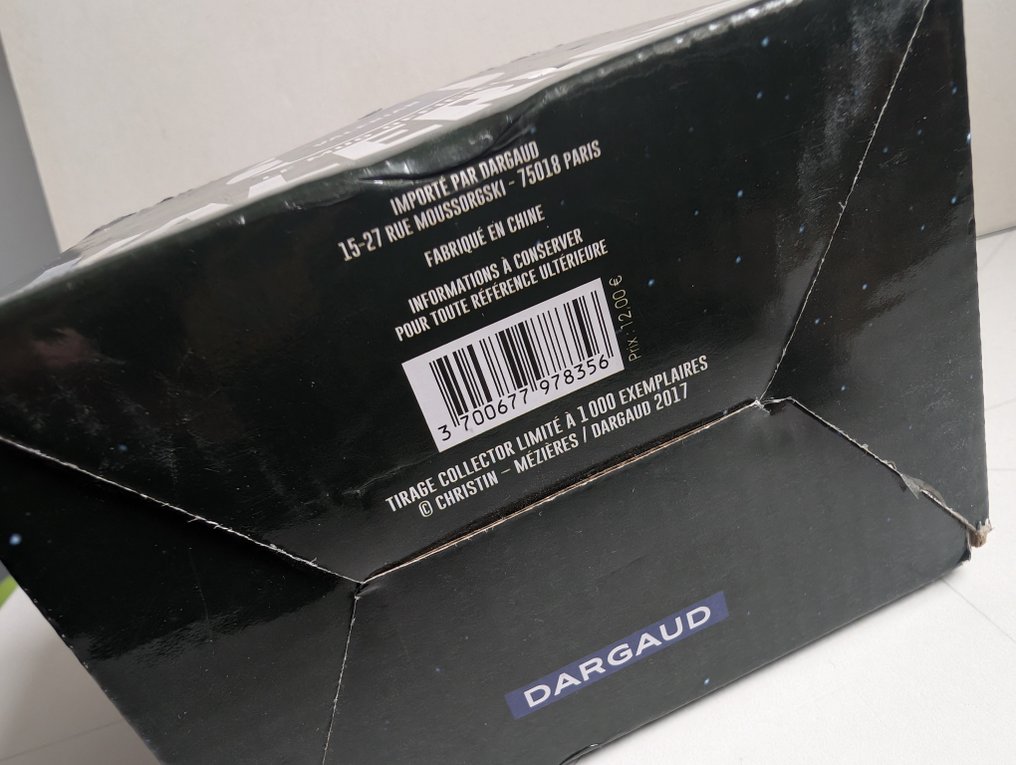 IMPORTÉ PAR DARGAUD
15-27 RUE MOUSSORGSKI - 75018 PARIS
FABRIQUÉ EN CHINE
INFORMATIONS À CONSERVER
POUR TOUTE RÉFÉRENCE ULTÉRIEURE
Prix : 12.00 €
3 700677 978356
TIRAGE COLLECTOR LIMITÉ À 1 000 EXEMPLAIRES
© CHRISTIN – MÉZIÈRES / DARGAUD 2017
DARGAUD